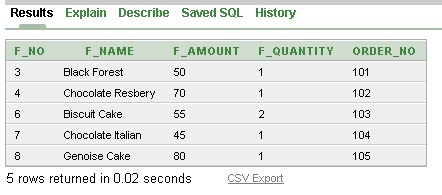 Results Explain Describe Saved SQL History
F_NO F_NAME F_AMOUNT F_QUANTITY ORDER_NO
3 Black Forest 50 1 101
4 Chocolate Resbery 70 1 102
6 Biscuit Cake 55 2 103
7 Chocolate Italian 45 1 104
8 Genoise Cake 80 1 105
5 rows returned in 0.02 seconds CSV Export